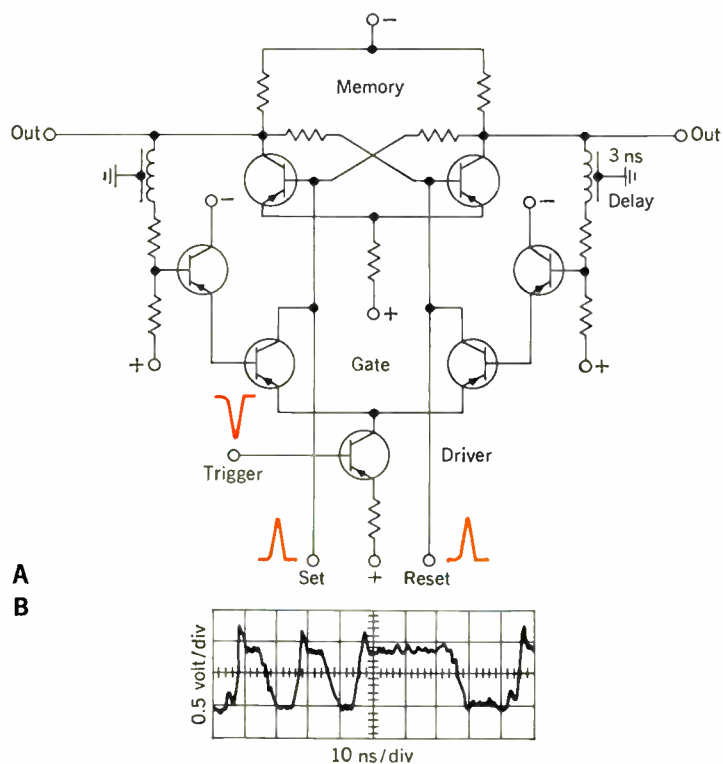 −
Memory
Out
Out
3 ns
Delay
−
−
+
+
+
Gate
Trigger
Driver
Set
+
Reset
A
B
0.5 volt/div
10 ns/div